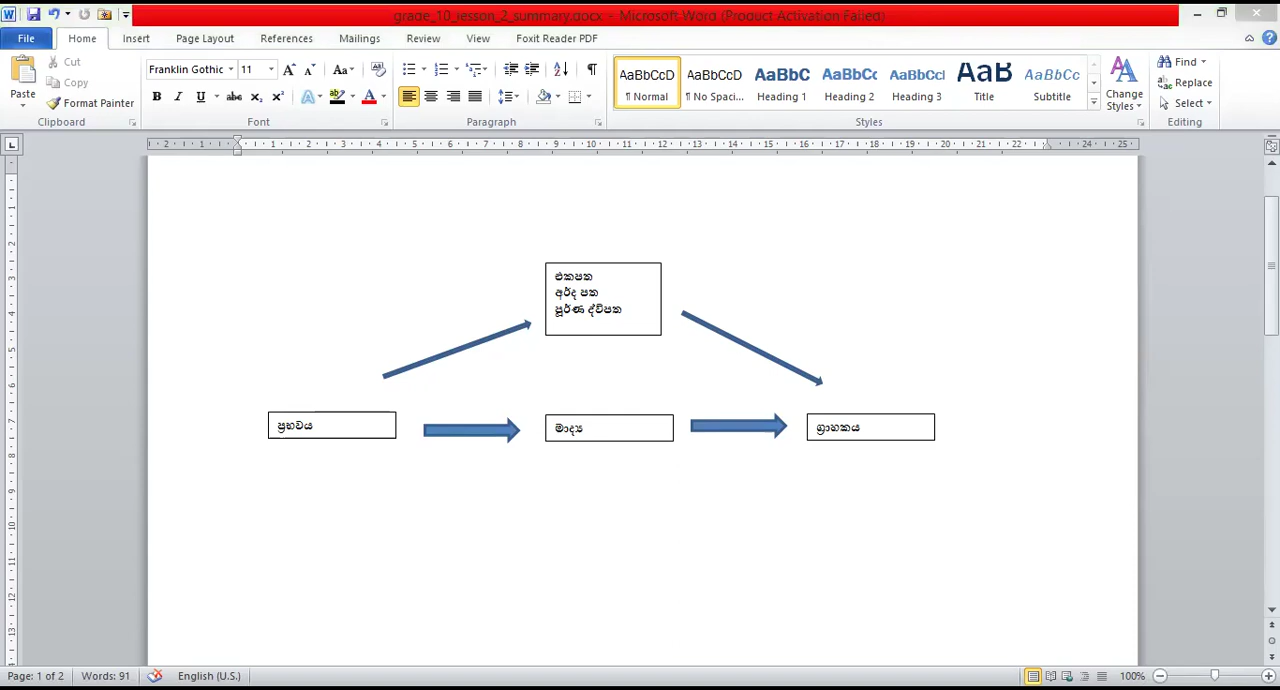 grade_10_lesson_2_summary.docx - Microsoft Word (Product Activation Failed)
File Home Insert Page Layout References Mailings Review View Foxit Reader PDF
Paste
Cut
Copy
Format Painter
Clipboard
Franklin Gothic 11
Font
Paragraph
AaBbCcD AaBbCcD AaBbC AaBbCc AaBbCcI AaB AaBbCc
¶ Normal ¶ No Spaci... Heading 1 Heading 2 Heading 3 Title Subtitle
Change Styles
Styles
Find
Replace
Select
Editing
එකපත
අර්ද පත
පූර්ණ ද්විපත
ප්‍රභවය
මාද්‍ය
ග්‍රාහකය
Page: 1 of 2 Words: 91 English (U.S.) 100%